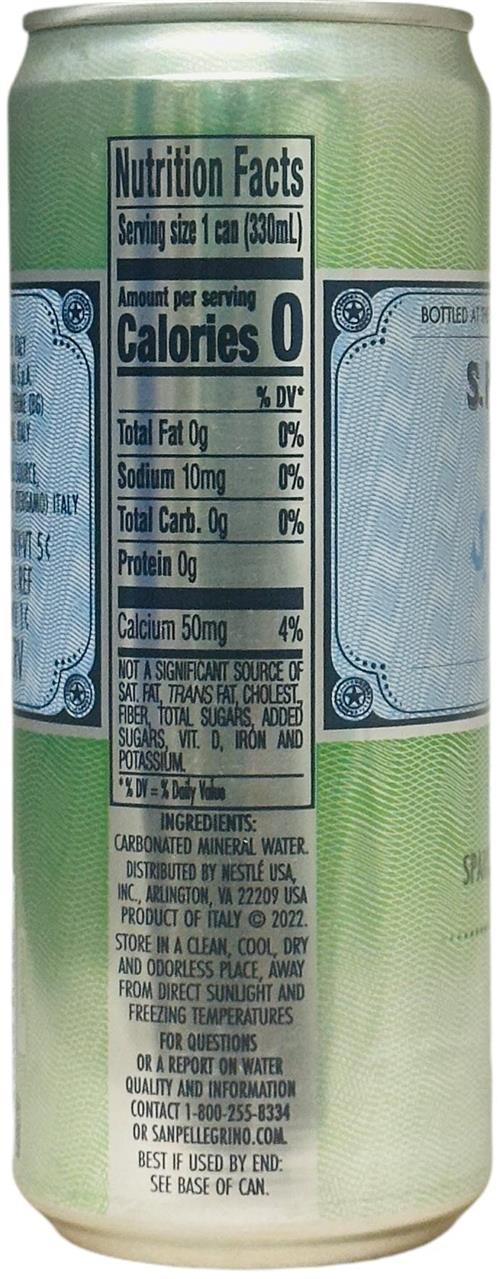 Nutrition Facts
Serving size 1 can (330mL)
Amount per serving
Calories 0
% DV*
Total Fat 0g 0%
Sodium 10mg 0%
Total Carb. 0g 0%
Protein 0g
Calcium 50mg 4%
NOT A SIGNIFICANT SOURCE OF
SAT. FAT, TRANS FAT, CHOLEST.,
FIBER, TOTAL SUGARS, ADDED
SUGARS, VIT. D, IRON AND
POTASSIUM.
*% DV = % Daily Value
INGREDIENTS:
CARBONATED MINERAL WATER.
DISTRIBUTED BY NESTLÉ USA,
INC., ARLINGTON, VA 22209 USA
PRODUCT OF ITALY © 2022.
STORE IN A CLEAN, COOL, DRY
AND ODORLESS PLACE, AWAY
FROM DIRECT SUNLIGHT AND
FREEZING TEMPERATURES
FOR QUESTIONS
OR A REPORT ON WATER
QUALITY AND INFORMATION
CONTACT 1-800-255-8334
OR SANPELLEGRINO.COM.
BEST IF USED BY END:
SEE BASE OF CAN.
ITALY
5¢
BOTTLED AT
S.